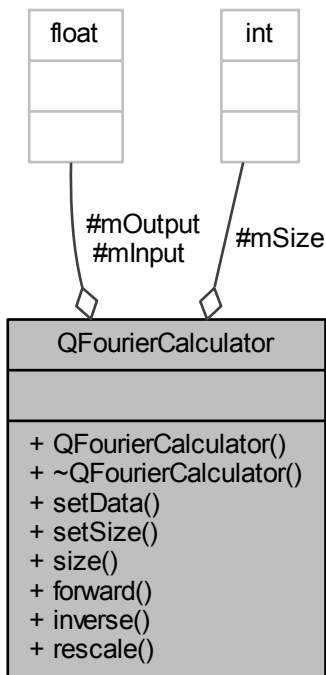 float
int
#mOutput
#mInput
#mSize
QFourierCalculator
+ QFourierCalculator()
+ ~QFourierCalculator()
+ setData()
+ setSize()
+ size()
+ forward()
+ inverse()
+ rescale()